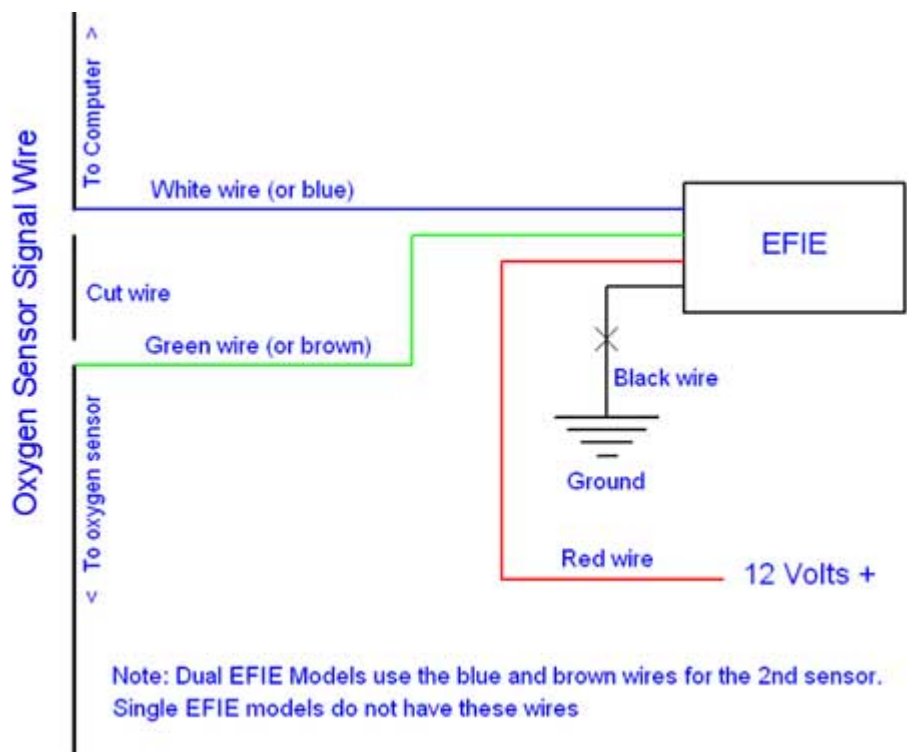 Oxygen Sensor Signal Wire
To Computer >
White wire (or blue)
EFIE
Cut wire
Green wire (or brown)
Black wire
< To oxygen sensor
Ground
Red wire
12 Volts +
Note: Dual EFIE Models use the blue and brown wires for the 2nd sensor.
Single EFIE models do not have these wires